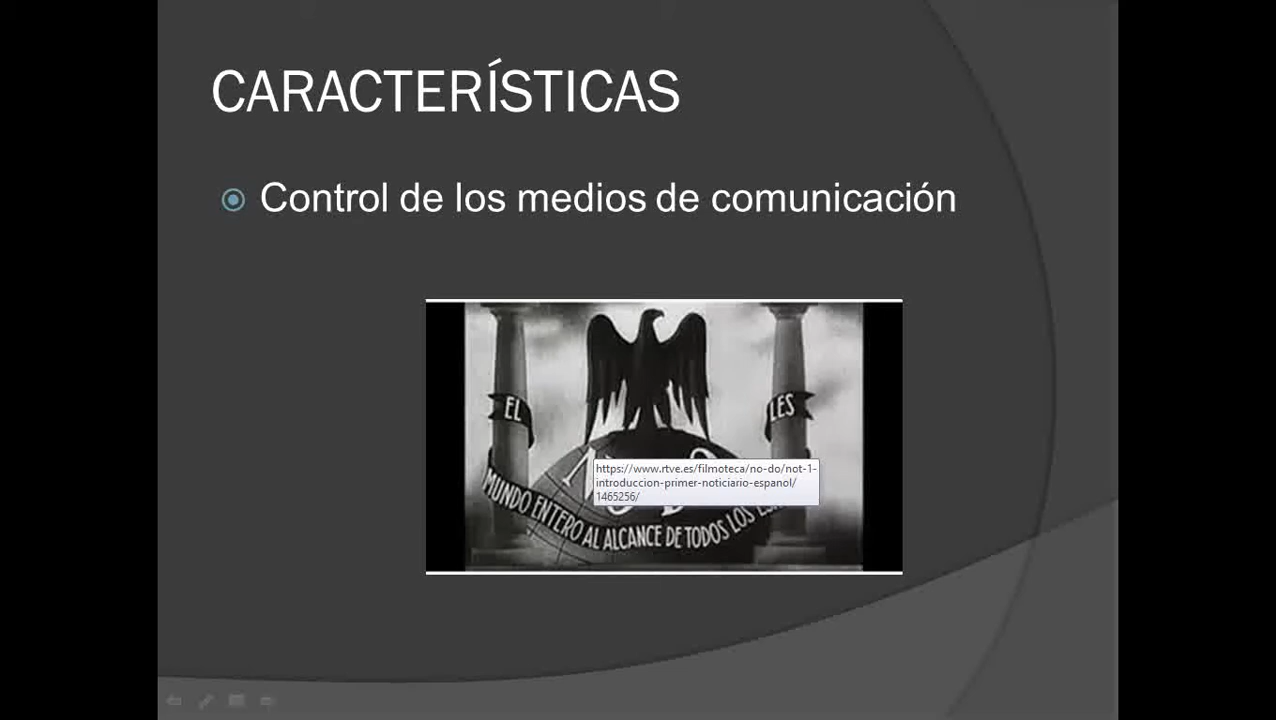 CARACTERÍSTICAS
Control de los medios de comunicación
EL
LES
https://www.rtve.es/filmoteca/no-do/not-1-
introduccion-primer-noticiario-espanol/
1465256/
MUNDO ENTERO AL ALCANCE DE TODOS LOS